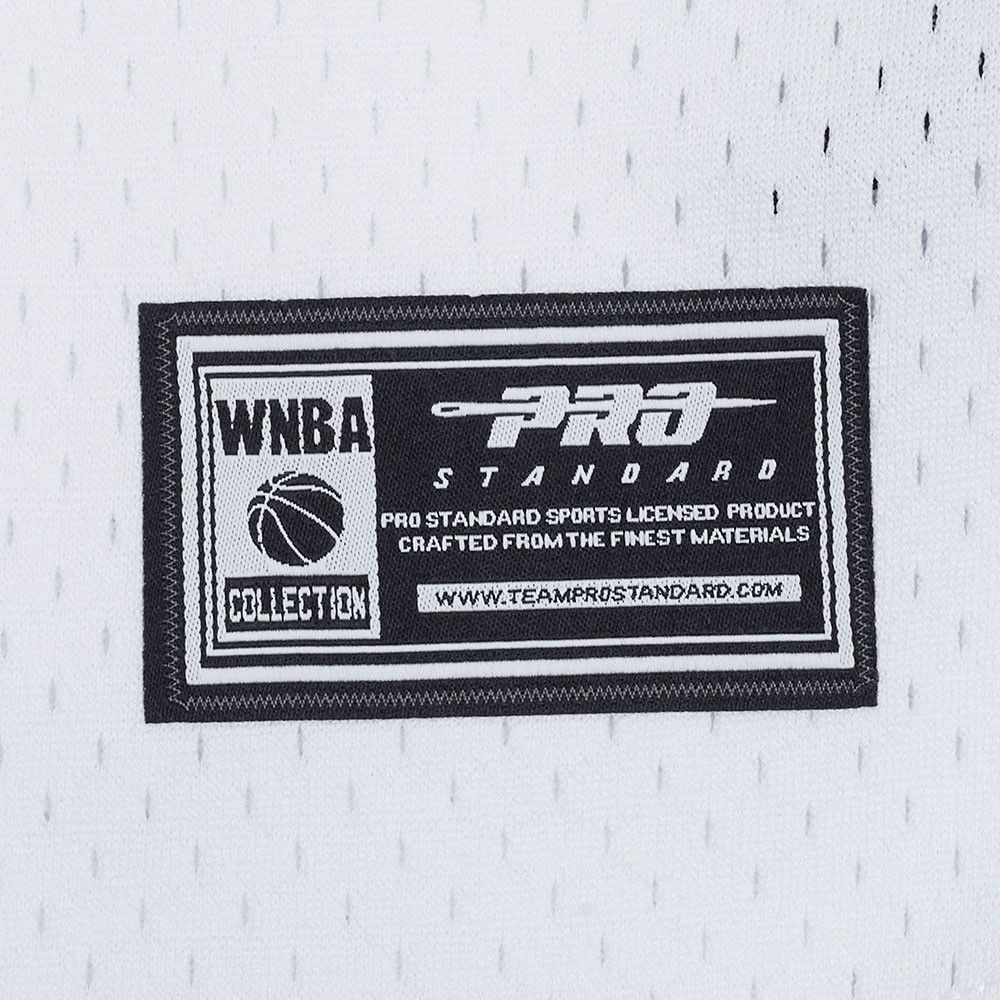 WNBA
COLLECTION
PRO
STANDARD
PRO STANDARD SPORTS LICENSED PRODUCT
CRAFTED FROM THE FINEST MATERIALS
WWW.TEAMPROSTANDARD.COM